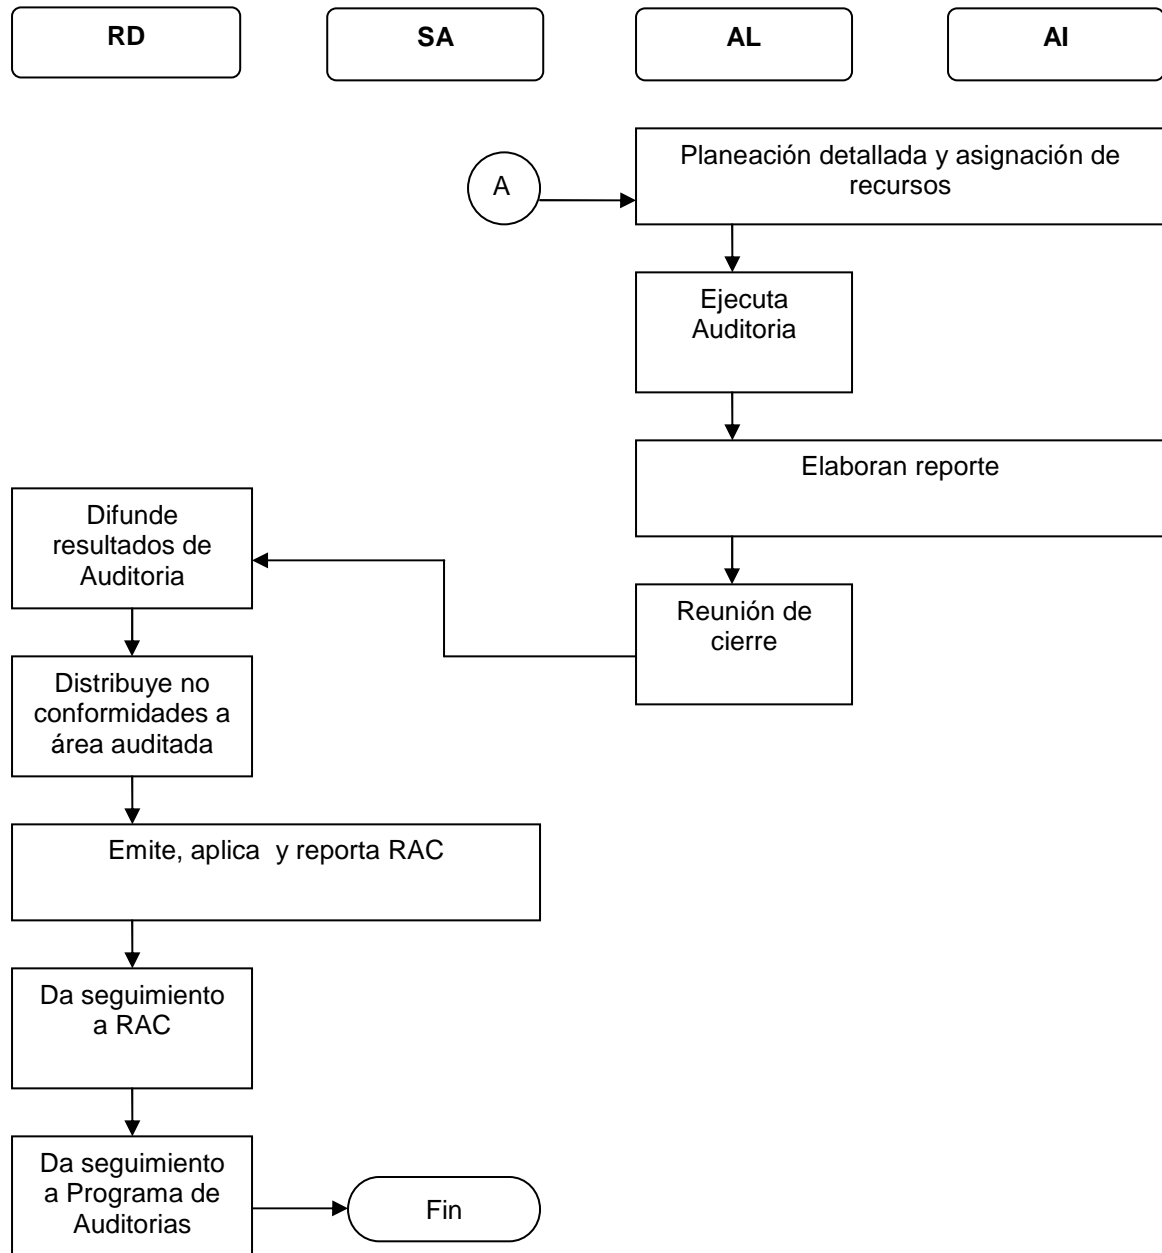 RD
SA
AL
AI
Planeación detallada y asignación de
recursos
A
Ejecuta
Auditoria
Elaboran reporte
Difunde
resultados de
Auditoria
Reunión de
cierre
Distribuye no
conformidades a
área auditada
Emite, aplica  y reporta RAC
Da seguimiento
a RAC
Da seguimiento
a Programa de
Auditorias
Fin